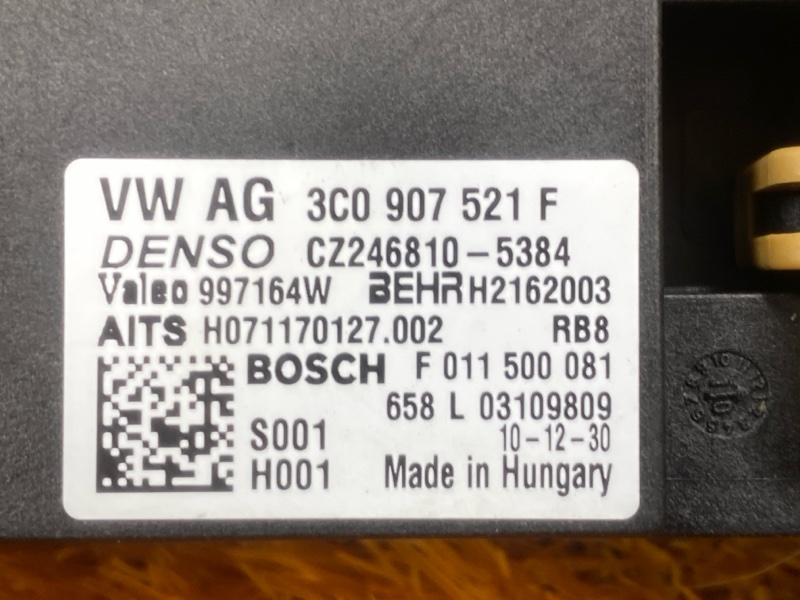 VW AG 3C0 907 521 F
DENSO CZ246810-5384
Valeo 997164W BEHR H2162003
AITS H071170127.002 RB8
BOSCH F 011 500 081
658 L 03109809
S001 10-12-30
H001 Made in Hungary